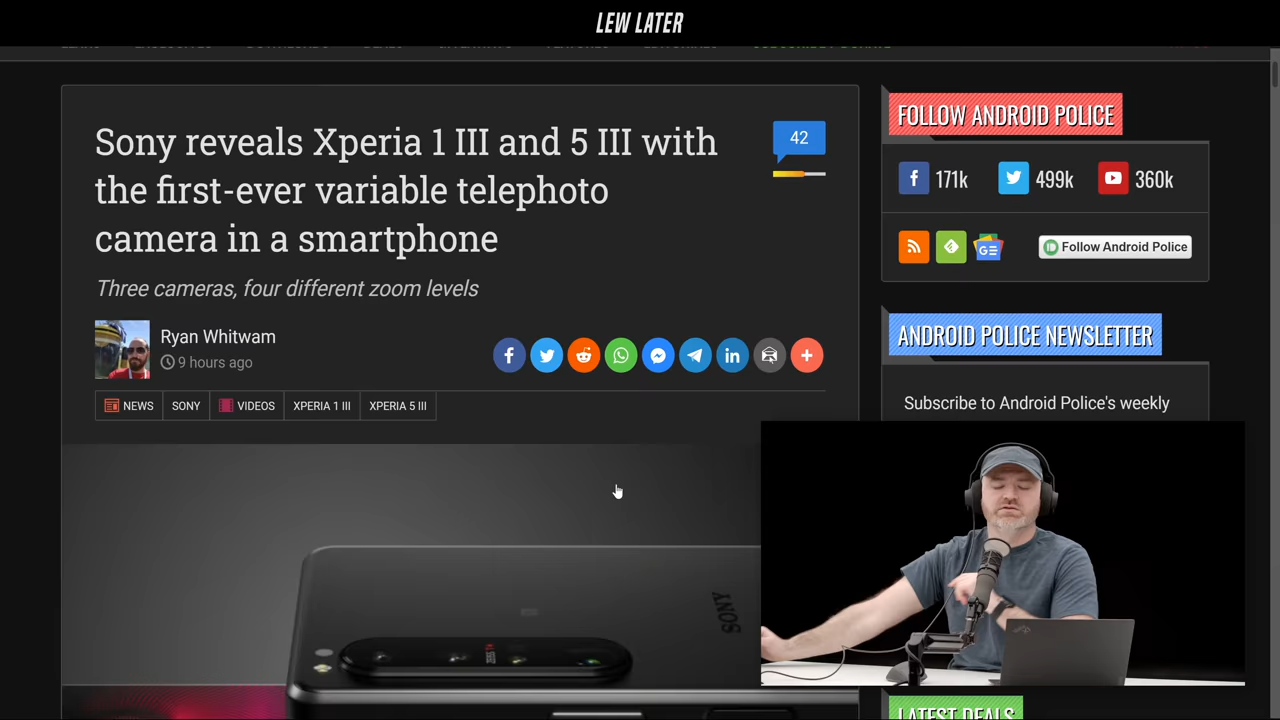 LEW LATER
Sony reveals Xperia 1 III and 5 III with
the first-ever variable telephoto
camera in a smartphone
42
Three cameras, four different zoom levels
Ryan Whitwam
9 hours ago
NEWS
SONY
VIDEOS
XPERIA 1 III
XPERIA 5 III
SONY
ZEISS
FOLLOW ANDROID POLICE
171k
499k
360k
Follow Android Police
ANDROID POLICE NEWSLETTER
Subscribe to Android Police's weekly
LATEST DEALS